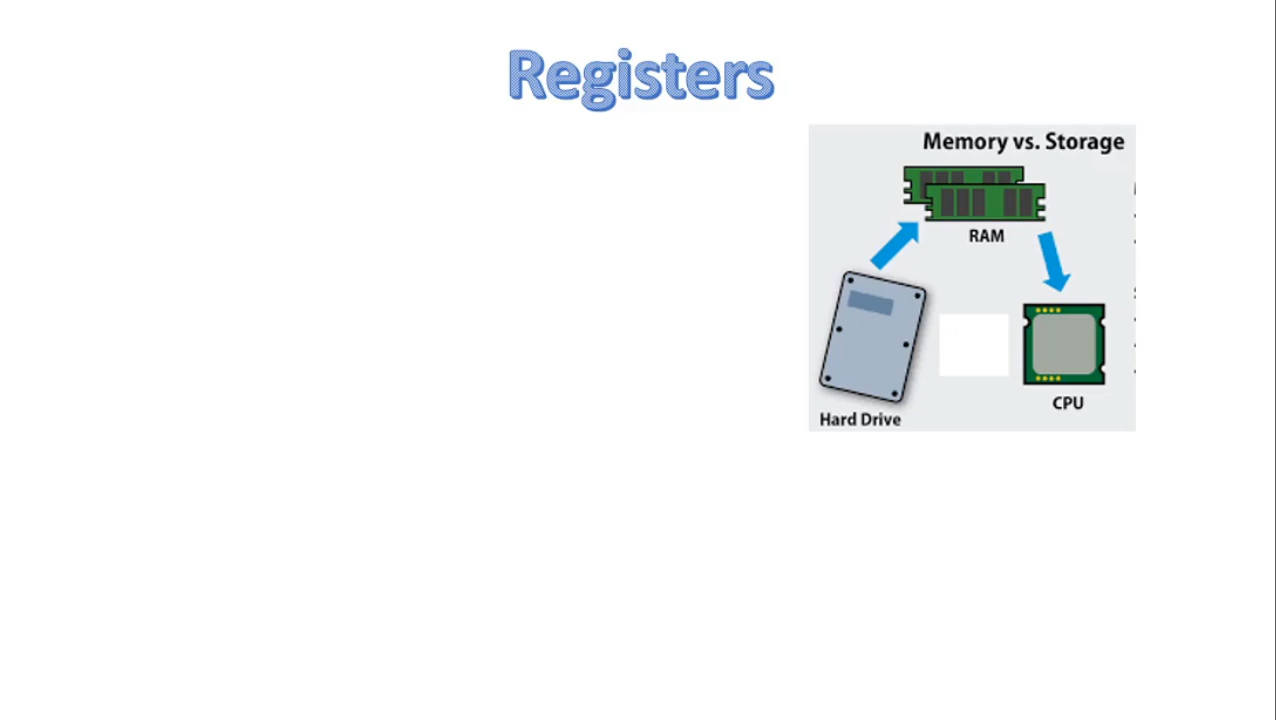 Registers
Memory vs. Storage
RAM
CPU
Hard Drive